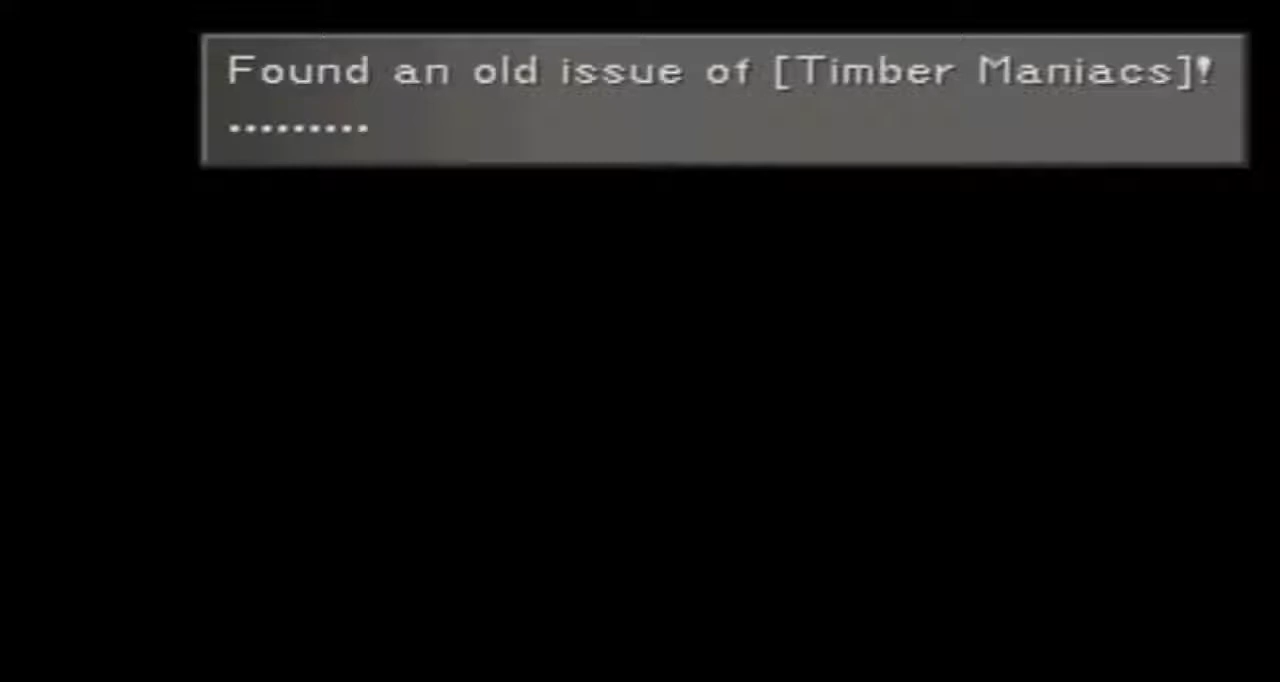 Found an old issue of [Timber Maniacs]!
.........